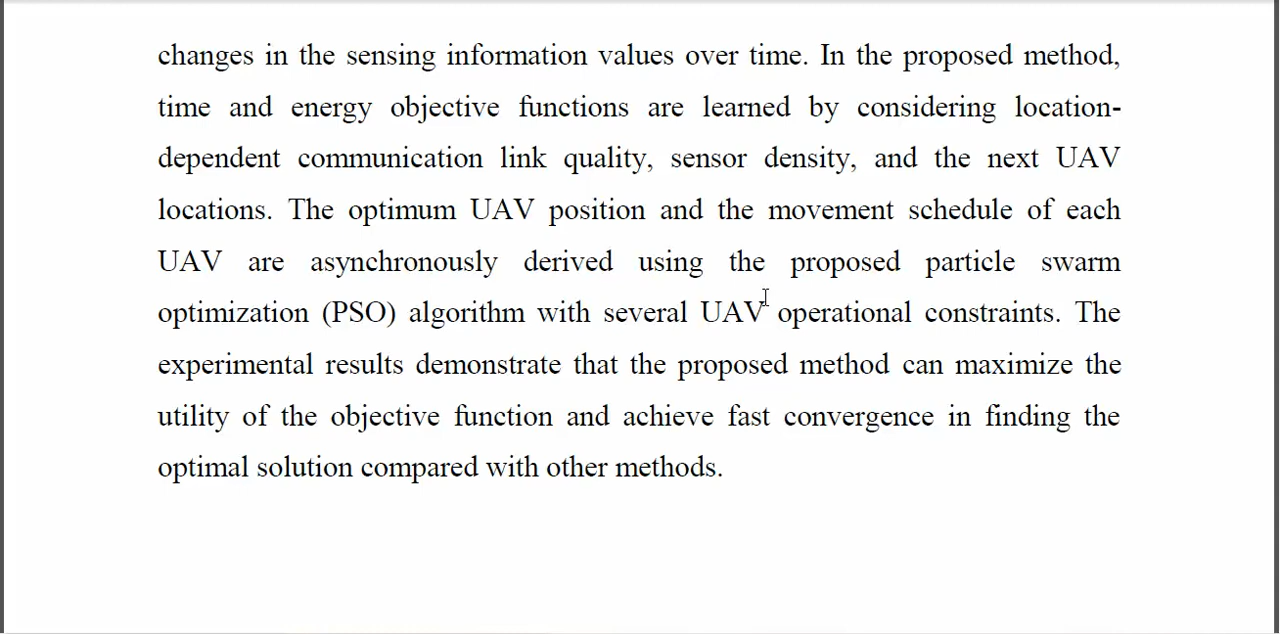 changes in the sensing information values over time. In the proposed method,
time and energy objective functions are learned by considering location-
dependent communication link quality, sensor density, and the next UAV
locations. The optimum UAV position and the movement schedule of each
UAV are asynchronously derived using the proposed particle swarm
optimization (PSO) algorithm with several UAV operational constraints. The
experimental results demonstrate that the proposed method can maximize the
utility of the objective function and achieve fast convergence in finding the
optimal solution compared with other methods.